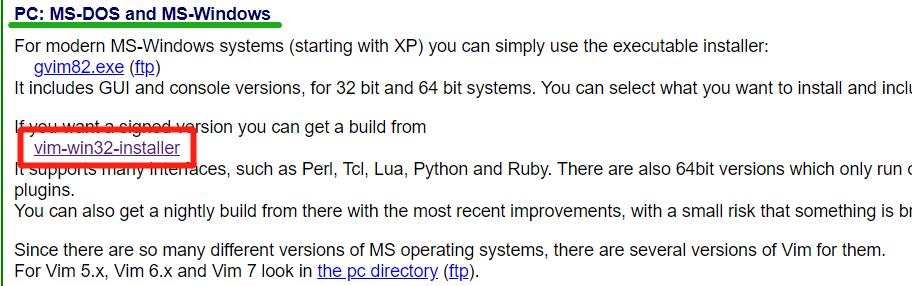 PC: MS-DOS and MS-Windows
For modern MS-Windows systems (starting with XP) you can simply use the executable installer:
gvim82.exe (ftp)
It includes GUI and console versions, for 32 bit and 64 bit systems. You can select what you want to install and inclu
If you want a signed version you can get a build from
vim-win32-installer
It supports many interfaces, such as Perl, Tcl, Lua, Python and Ruby. There are also 64bit versions which only run o
plugins.
You can also get a nightly build from there with the most recent improvements, with a small risk that something is br
Since there are so many different versions of MS operating systems, there are several versions of Vim for them.
For Vim 5.x, Vim 6.x and Vim 7 look in the pc directory (ftp).